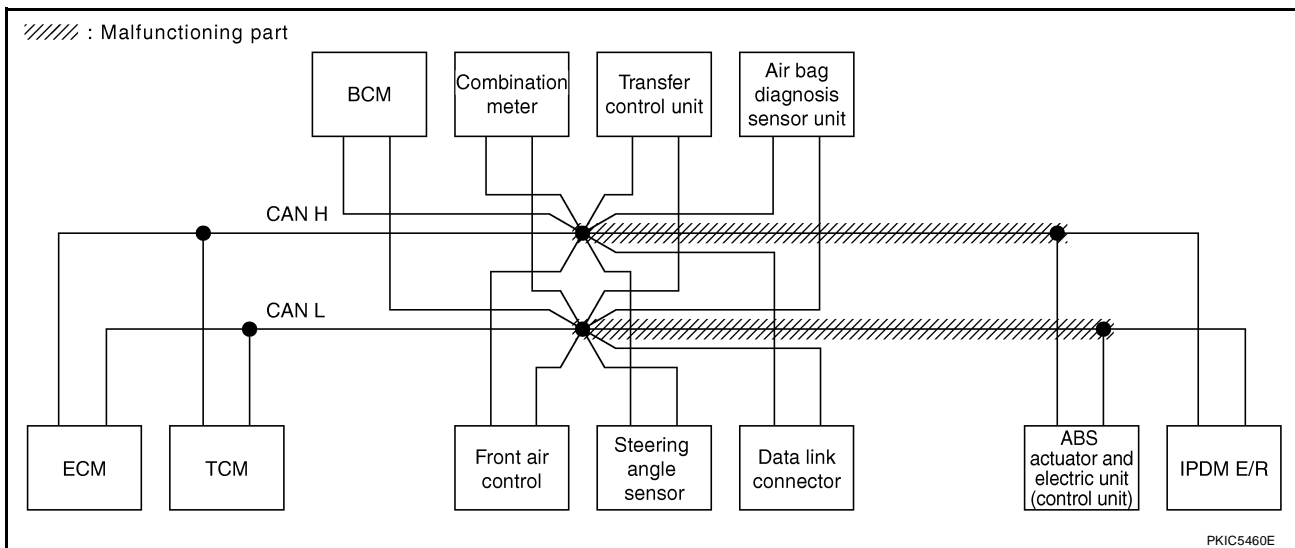 : Malfunctioning part
BCM
Combination
meter
Transfer
control unit
Air bag
diagnosis
sensor unit
CAN H
CAN L
ECM
TCM
Front air
control
Steering
angle
sensor
Data link
connector
ABS
actuator and
electric unit
(control unit)
IPDM E/R
PKIC5460E